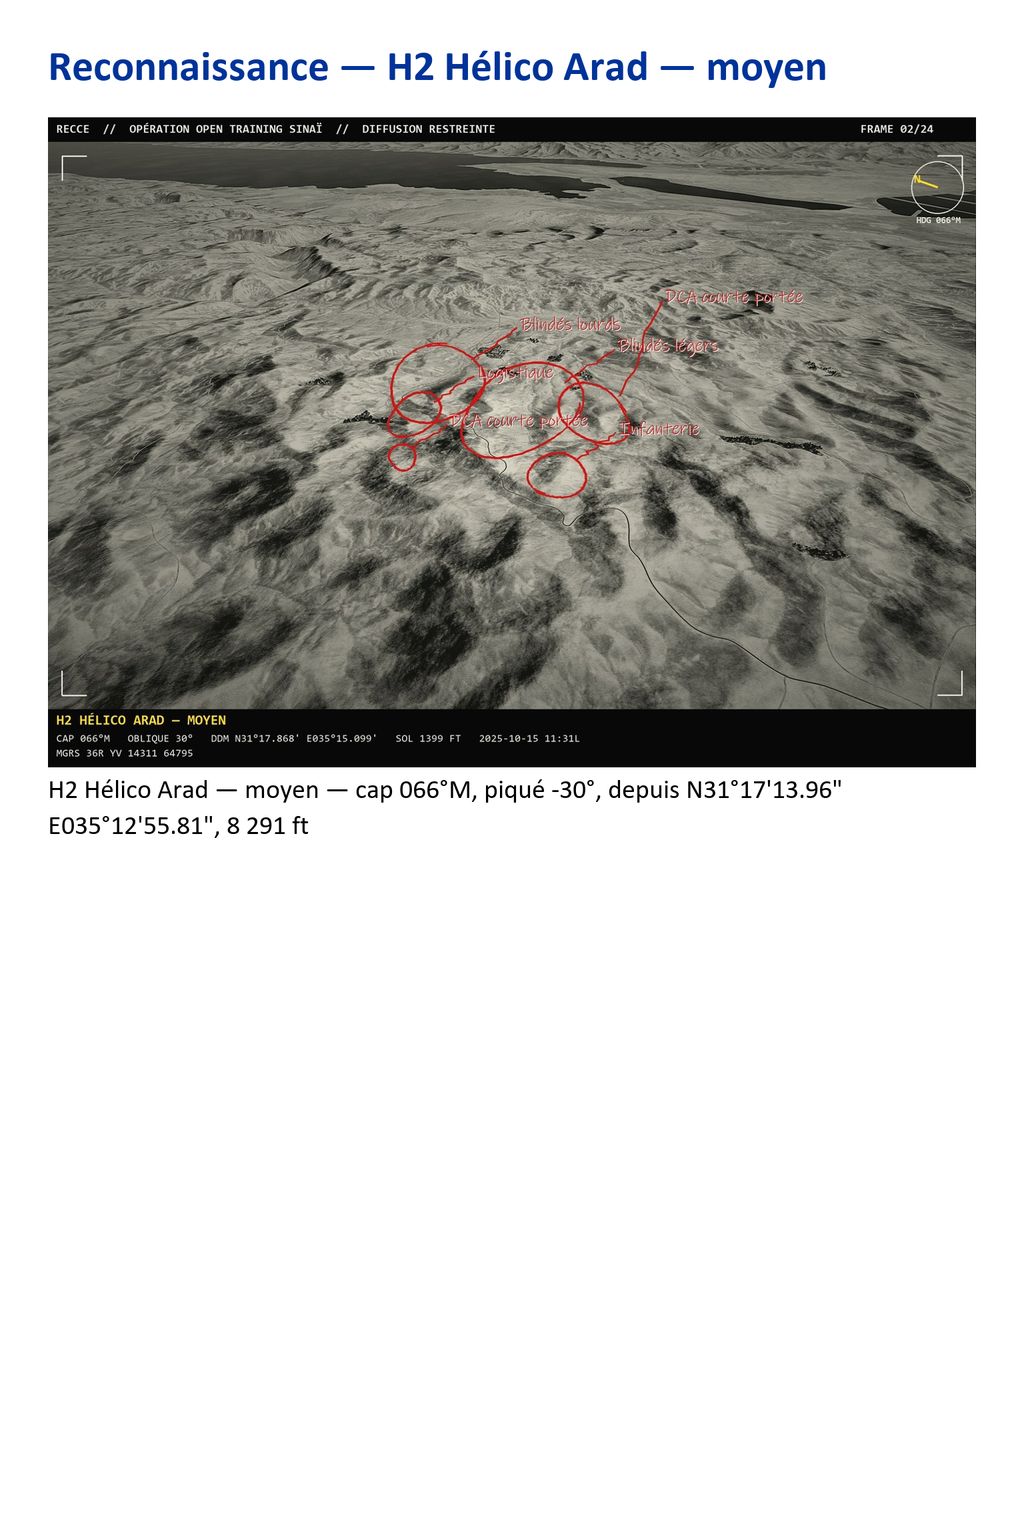 Reconnaissance — H2 Hélico Arad — moyen
RECCE // OPÉRATION OPEN TRAINING SINAÏ // DIFFUSION RESTREINTE
FRAME 02/24
N
HDG 066°M
DCA courte portée
Blindés lourds
Blindés légers
Logistique
DCA courte portée
Infanterie
H2 HÉLICO ARAD — MOYEN
CAP 066°M OBLIQUE 30° DDM N31°17.868' E035°15.099' SOL 1399 FT 2025-10-15 11:31L
MGRS 36R YV 14311 64795
H2 Hélico Arad — moyen — cap 066°M, piqué -30°, depuis N31°17'13.96"
E035°12'55.81", 8 291 ft